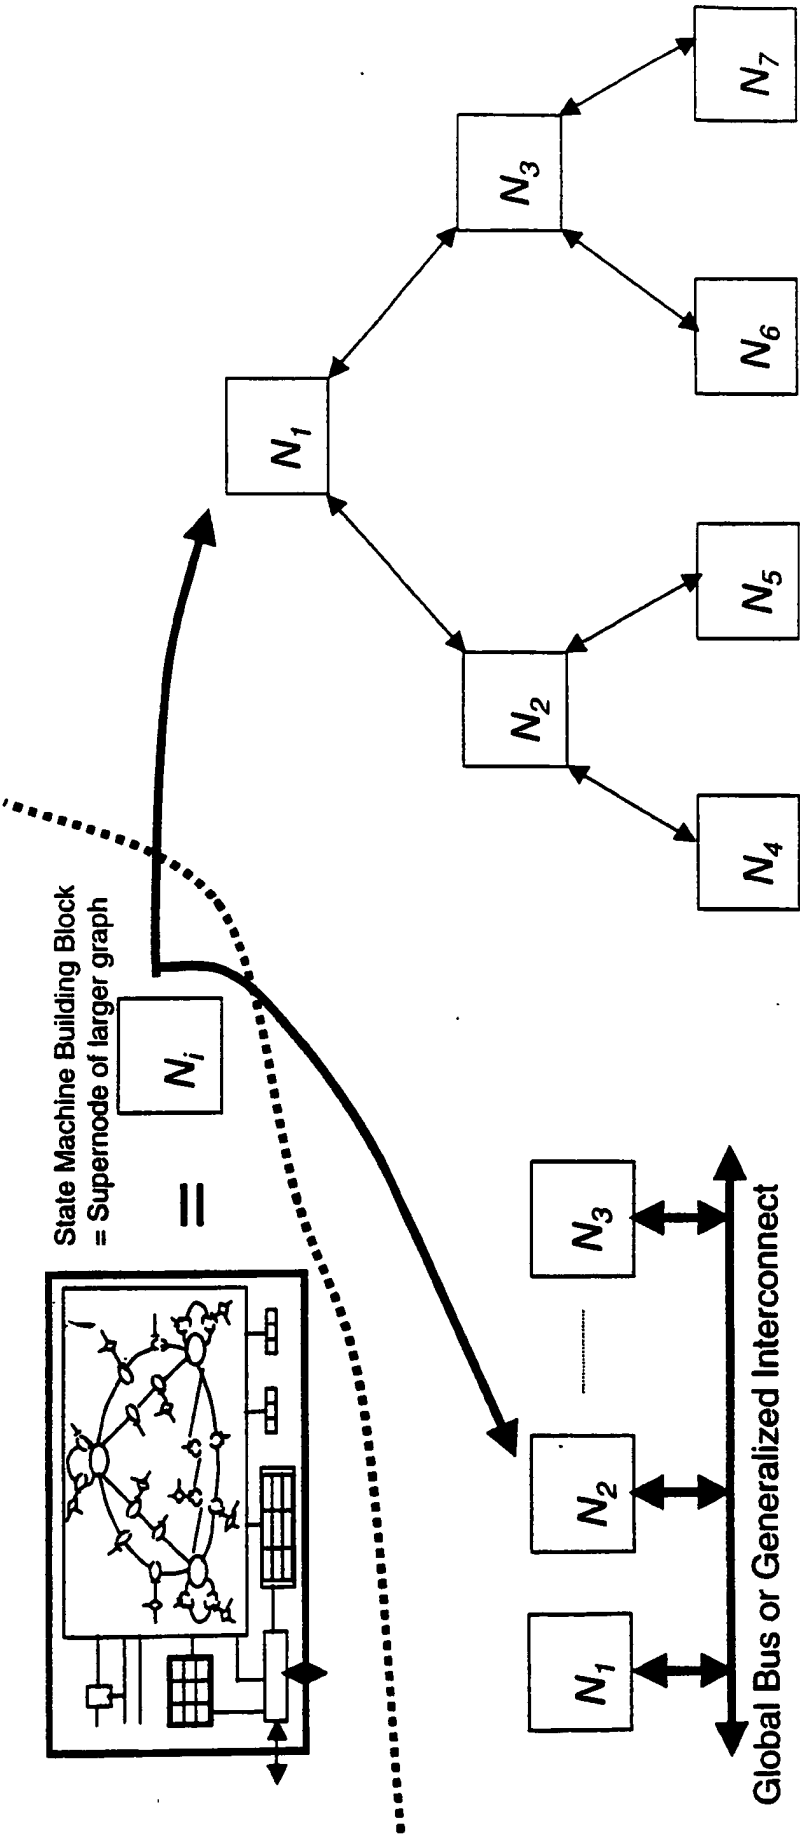 State Machine Building Block
= Supernode of larger graph
=
N_i
N_1
N_2
N_3
N_4
N_5
N_6
N_7
N_1
N_2
N_3
Global Bus or Generalized Interconnect